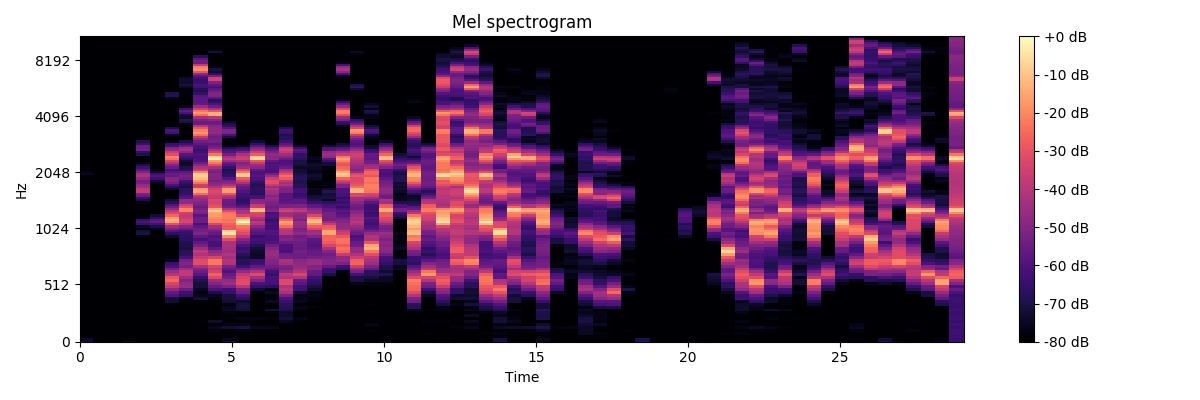 Mel spectrogram
8192
4096
2048
1024
512
0
Hz
0 5 10 15 20 25
Time
+0 dB
-10 dB
-20 dB
-30 dB
-40 dB
-50 dB
-60 dB
-70 dB
-80 dB